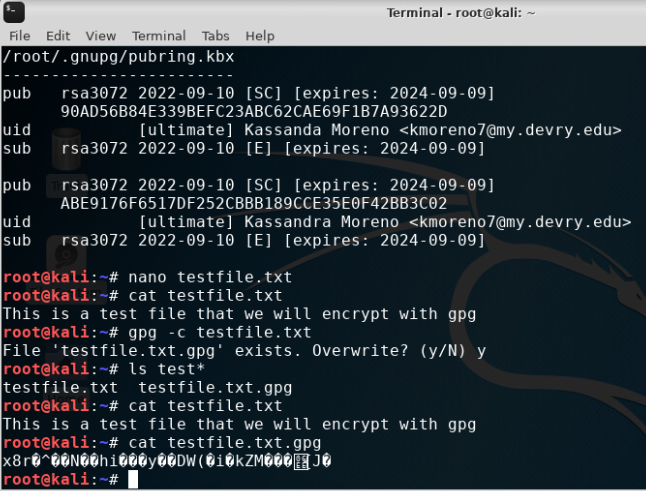 Terminal - root@kali: ~
File Edit View Terminal Tabs Help
/root/.gnupg/pubring.kbx
------------------------
pub   rsa3072 2022-09-10 [SC] [expires: 2024-09-09]
      90AD56B84E339BEFC23ABC62CAE69F1B7A93622D
uid           [ultimate] Kassanda Moreno <kmoreno7@my.devry.edu>
sub   rsa3072 2022-09-10 [E] [expires: 2024-09-09]
pub   rsa3072 2022-09-10 [SC] [expires: 2024-09-09]
      ABE9176F6517DF252CBBB189CCE35E0F42BB3C02
uid           [ultimate] Kassandra Moreno <kmoreno7@my.devry.edu>
sub   rsa3072 2022-09-10 [E] [expires: 2024-09-09]
root@kali:~# nano testfile.txt
root@kali:~# cat testfile.txt
This is a test file that we will encrypt with gpg
root@kali:~# gpg -c testfile.txt
File 'testfile.txt.gpg' exists. Overwrite? (y/N) y
root@kali:~# ls test*
testfile.txt  testfile.txt.gpg
root@kali:~# cat testfile.txt
This is a test file that we will encrypt with gpg
root@kali:~# cat testfile.txt.gpg
x8r�^��N��hi���y��DW(�i�kZM���[J�
root@kali:~#